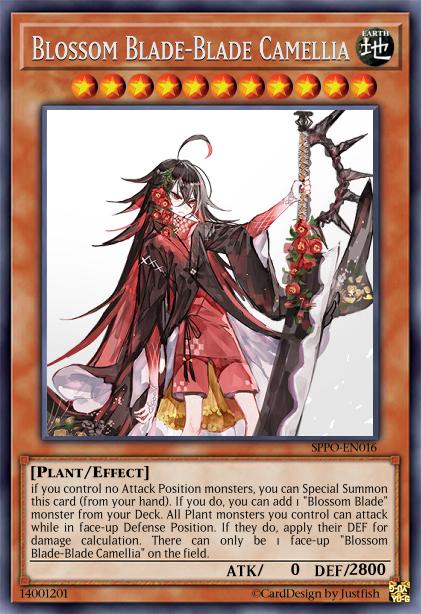 BLOSSOM BLADE-BLADE CAMELLIA
EARTH
地
SPPO-EN016
[PLANT/EFFECT]
if you control no Attack Position monsters, you can Special Summon
this card (from your hand). If you do, you can add 1 "Blossom Blade"
monster from your Deck. All Plant monsters you control can attack
while in face-up Defense Position. If they do, apply their DEF for
damage calculation. There can only be 1 face-up "Blossom
Blade-Blade Camellia" on the field.
ATK/ 0 DEF/2800
14001201 ©CardDesign by Justfish